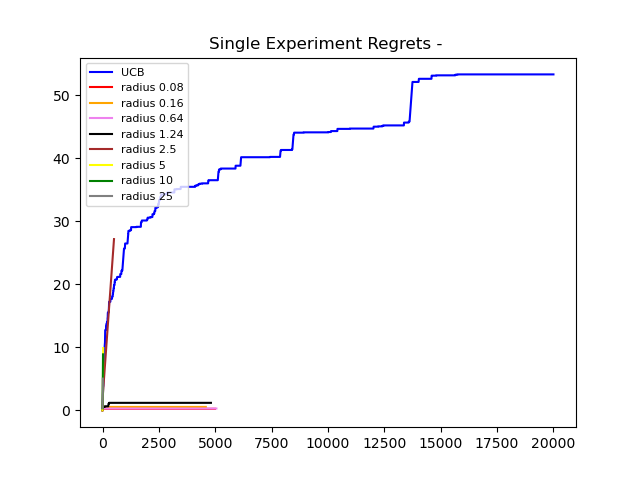 Single Experiment Regrets -
UCB
radius 0.08
radius 0.16
radius 0.64
radius 1.24
radius 2.5
radius 5
radius 10
radius 25
50
40
30
20
10
0
0 2500 5000 7500 10000 12500 15000 17500 20000